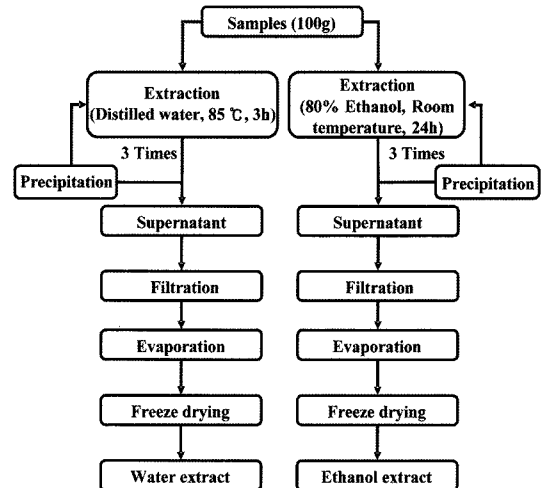 Samples (100g)
Extraction
(Distilled water, 85 ℃, 3h)
Extraction
(80% Ethanol, Room
temperature, 24h)
3 Times
3 Times
Precipitation
Precipitation
Supernatant
Supernatant
Filtration
Filtration
Evaporation
Evaporation
Freeze drying
Freeze drying
Water extract
Ethanol extract